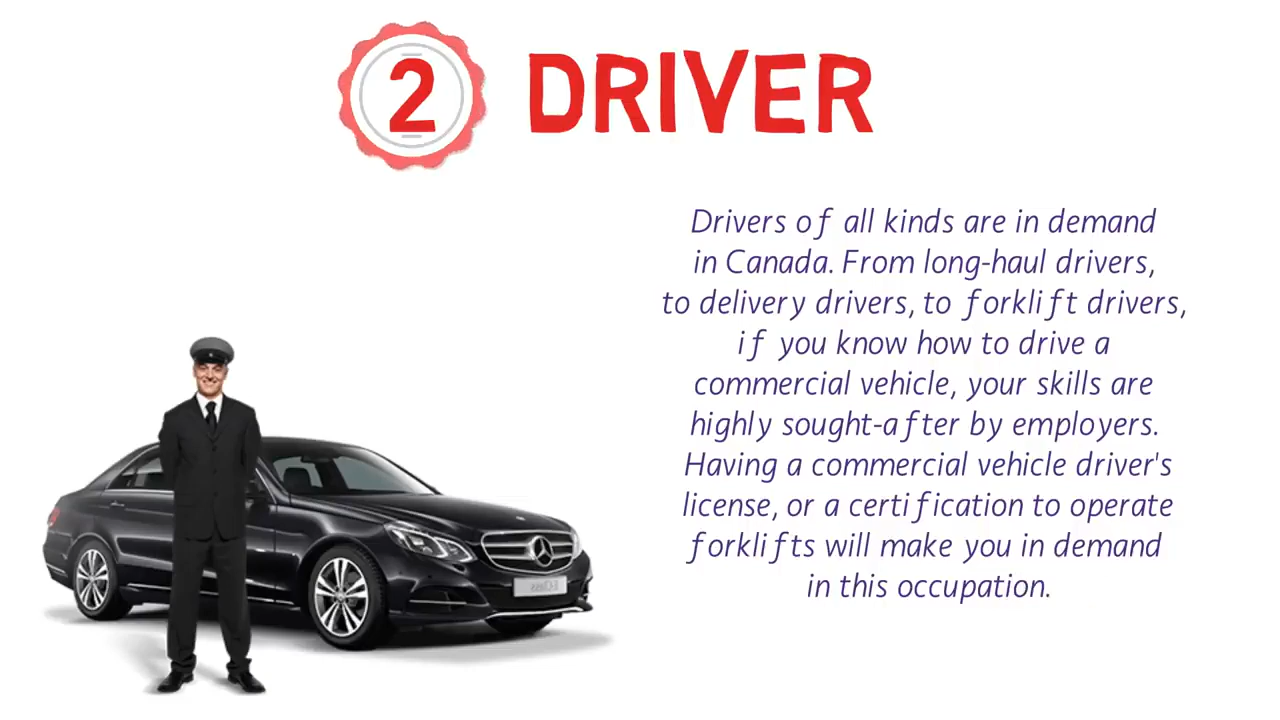 2 DRIVER
Drivers of all kinds are in demand
in Canada. From long-haul drivers,
to delivery drivers, to forklift drivers,
if you know how to drive a
commercial vehicle, your skills are
highly sought-after by employers.
Having a commercial vehicle driver's
license, or a certification to operate
forklifts will make you in demand
in this occupation.
E-Class